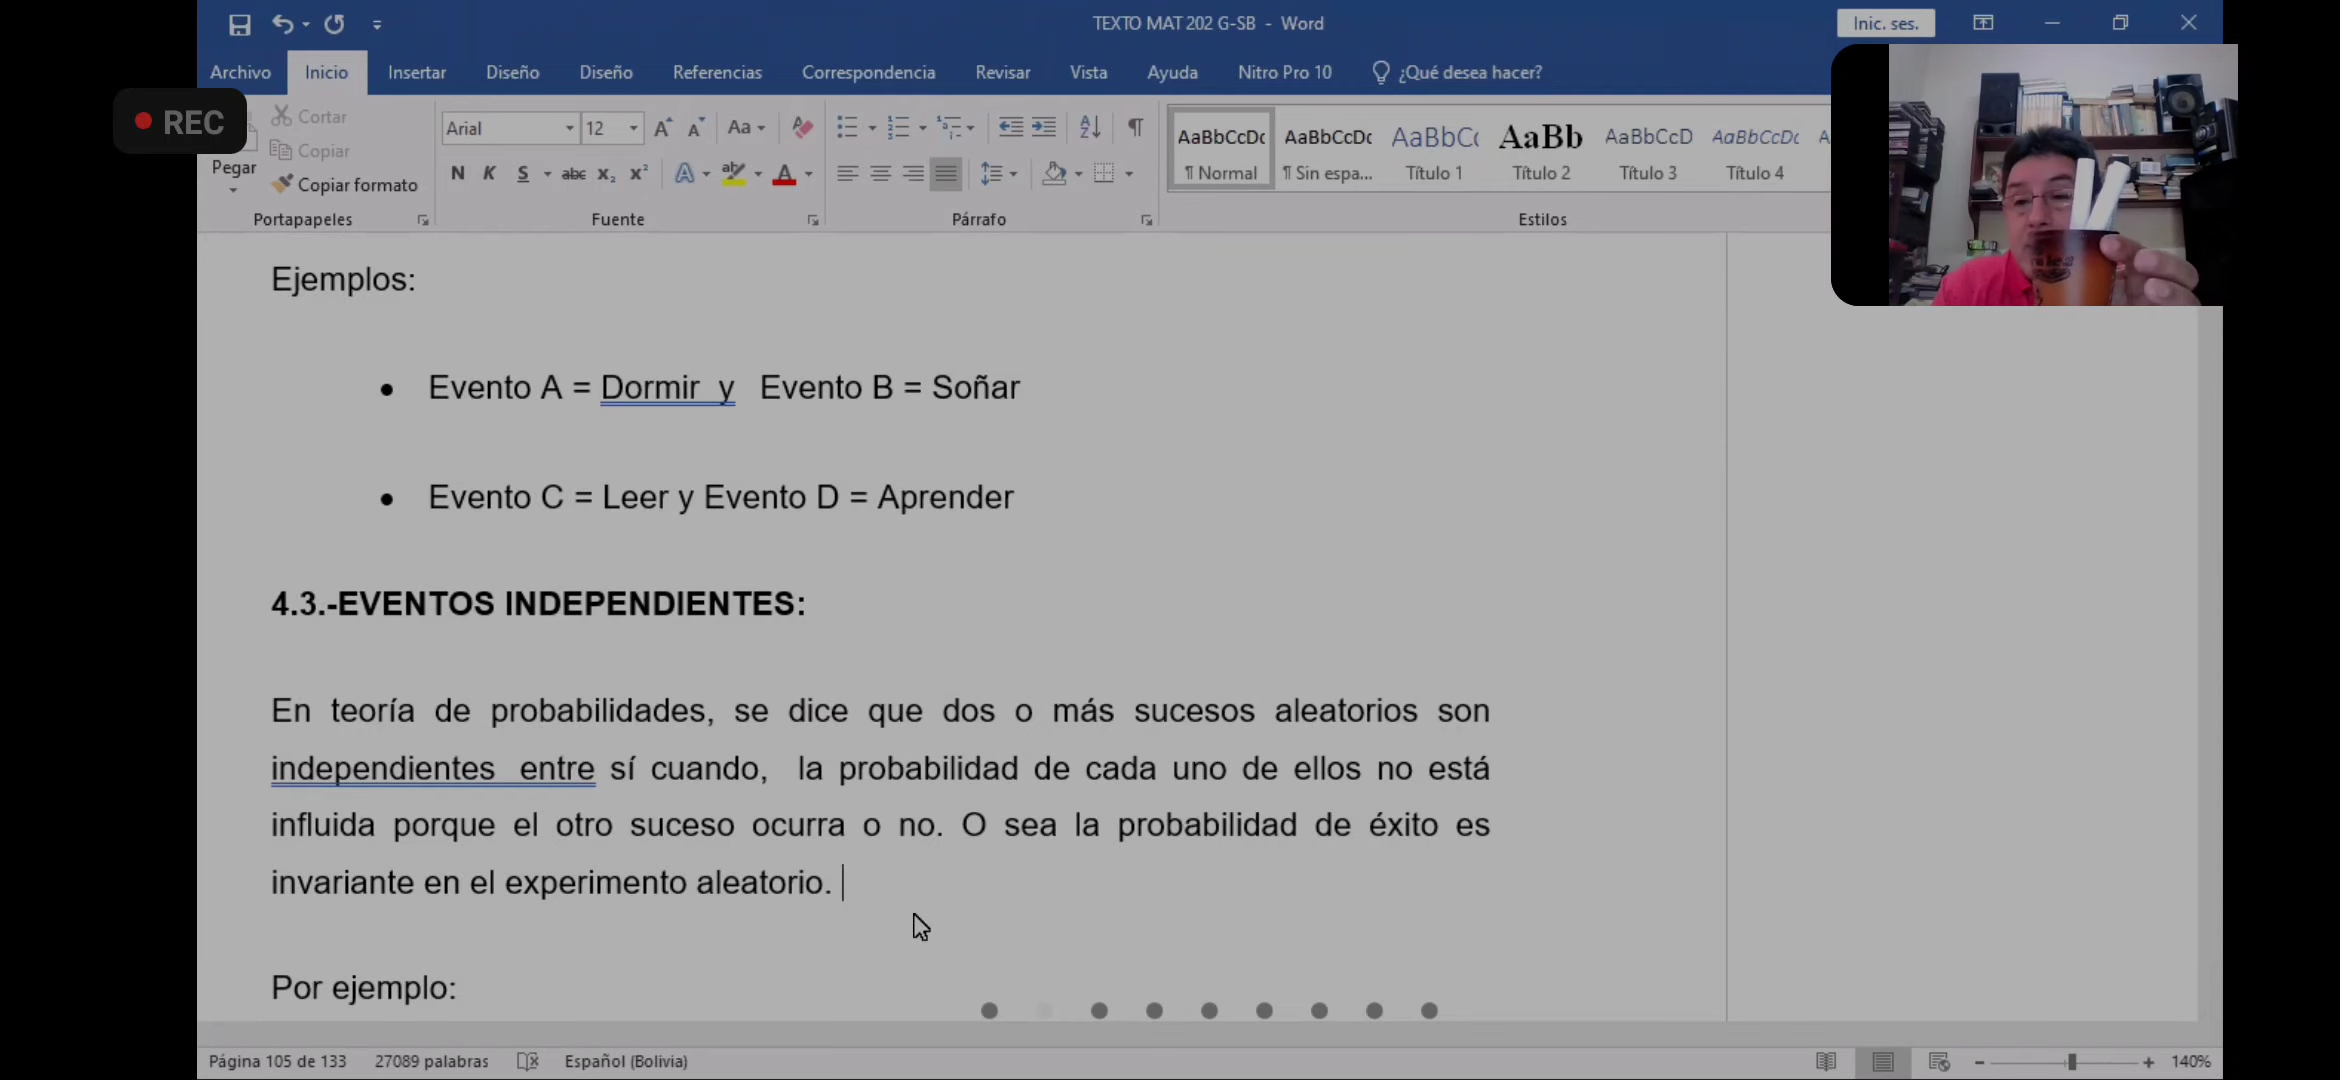 TEXTO MAT 202 G-SB - Word
Inic. ses.
Archivo Inicio Insertar Diseño Diseño Referencias Correspondencia Revisar Vista Ayuda Nitro Pro 10 ¿Qué desea hacer?
REC
Pegar
Cortar
Copiar
Copiar formato
Portapapeles
Arial 12
N K S abc x₂ x²
Fuente
Párrafo
AaBbCcDc AaBbCcDc AaBbC( AaBb AaBbCcD AaBbCcDc
¶ Normal ¶ Sin espa... Título 1 Título 2 Título 3 Título 4
Estilos
Ejemplos:
• Evento A = Dormir y Evento B = Soñar
• Evento C = Leer y Evento D = Aprender
4.3.-EVENTOS INDEPENDIENTES:
En teoría de probabilidades, se dice que dos o más sucesos aleatorios son
independientes entre sí cuando, la probabilidad de cada uno de ellos no está
influida porque el otro suceso ocurra o no. O sea la probabilidad de éxito es
invariante en el experimento aleatorio.
Por ejemplo:
Página 105 de 133 27089 palabras Español (Bolivia) 140%